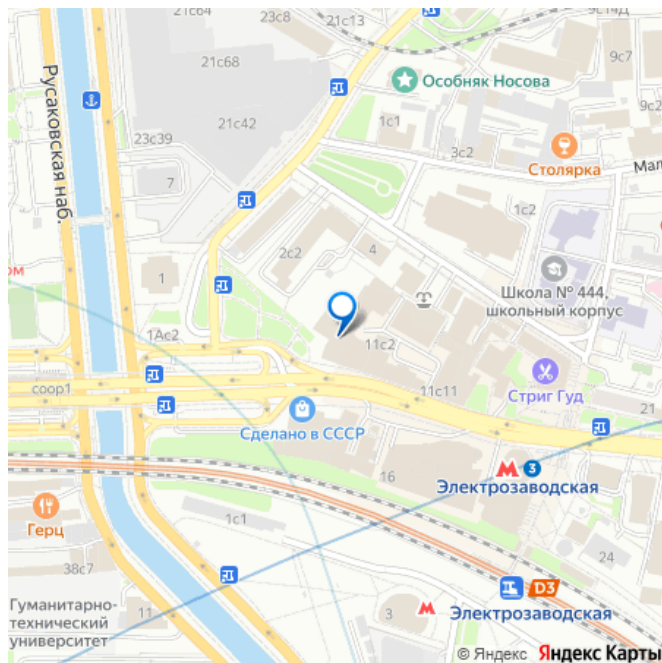 21с64
23с8
21с13
9с14Д
21с68
9с7
Особняк Носова
21с42
23с39
1с1
9с2
3с2
Столярка
Мал
7
Русаковская наб.
1с2
2с2
4
1
Школа № 444,
школьный корпус
ом
1Ас2
11с2
соор1
11с11
Стриг Гуд
21
Сделано в СССР
3
16
Электрозаводская
Герц
1с1
24
38с7
D3
Гуманитарно-
технический
университет
11
3
Электрозаводская
© Яндекс Яндекс Карты